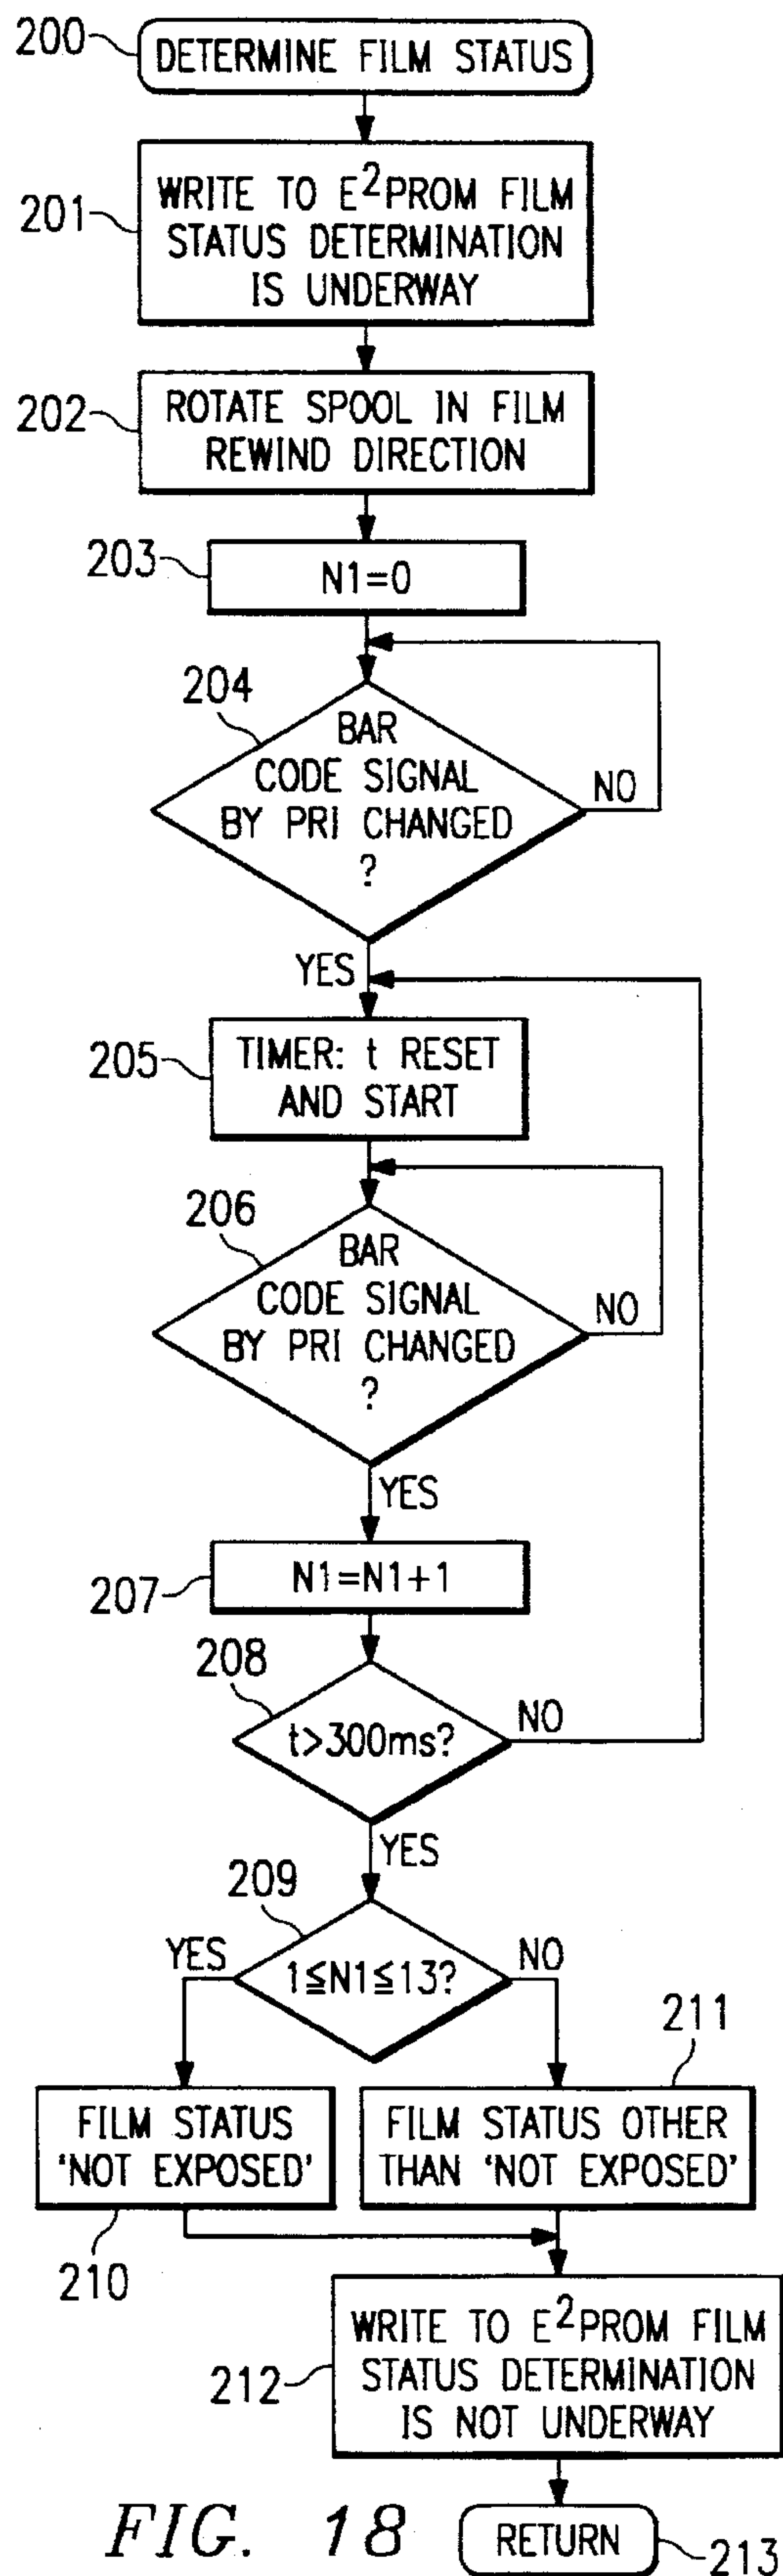 200
DETERMINE FILM STATUS
201
WRITE TO E²PROM FILM
STATUS DETERMINATION
IS UNDERWAY
202
ROTATE SPOOL IN FILM
REWIND DIRECTION
203
N1=0
204
BAR
CODE SIGNAL
BY PRI CHANGED
?
NO
YES
205
TIMER: t RESET
AND START
206
BAR
CODE SIGNAL
BY PRI CHANGED
?
NO
YES
207
N1=N1+1
208
t>300ms?
NO
YES
209
1≦N1≦13?
YES
NO
211
FILM STATUS
'NOT EXPOSED'
FILM STATUS OTHER
THAN 'NOT EXPOSED'
210
212
WRITE TO E²PROM FILM
STATUS DETERMINATION
IS NOT UNDERWAY
FIG. 18
RETURN
213